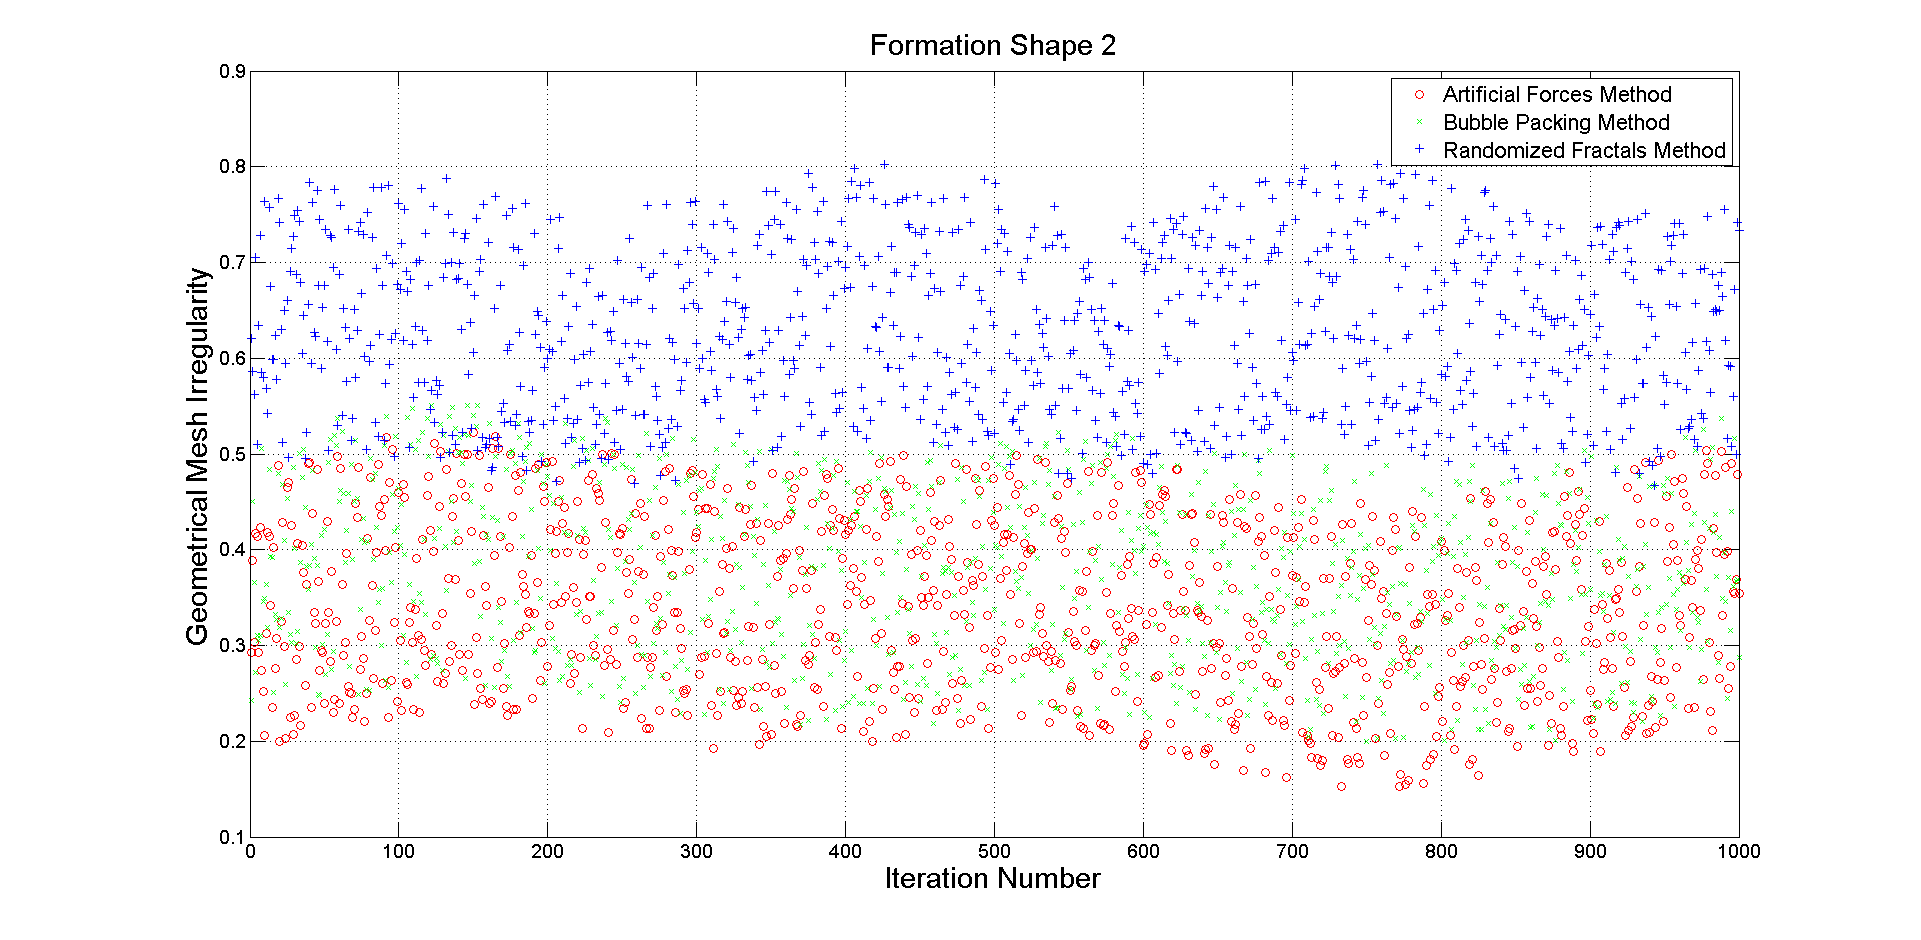 Formation Shape 2
0.9
0.8
0.7
0.6
0.5
0.4
0.3
0.2
0.1
Geometrical Mesh Irregularity
Artificial Forces Method
Bubble Packing Method
Randomized Fractals Method
0 100 200 300 400 500 600 700 800 900 1000
Iteration Number